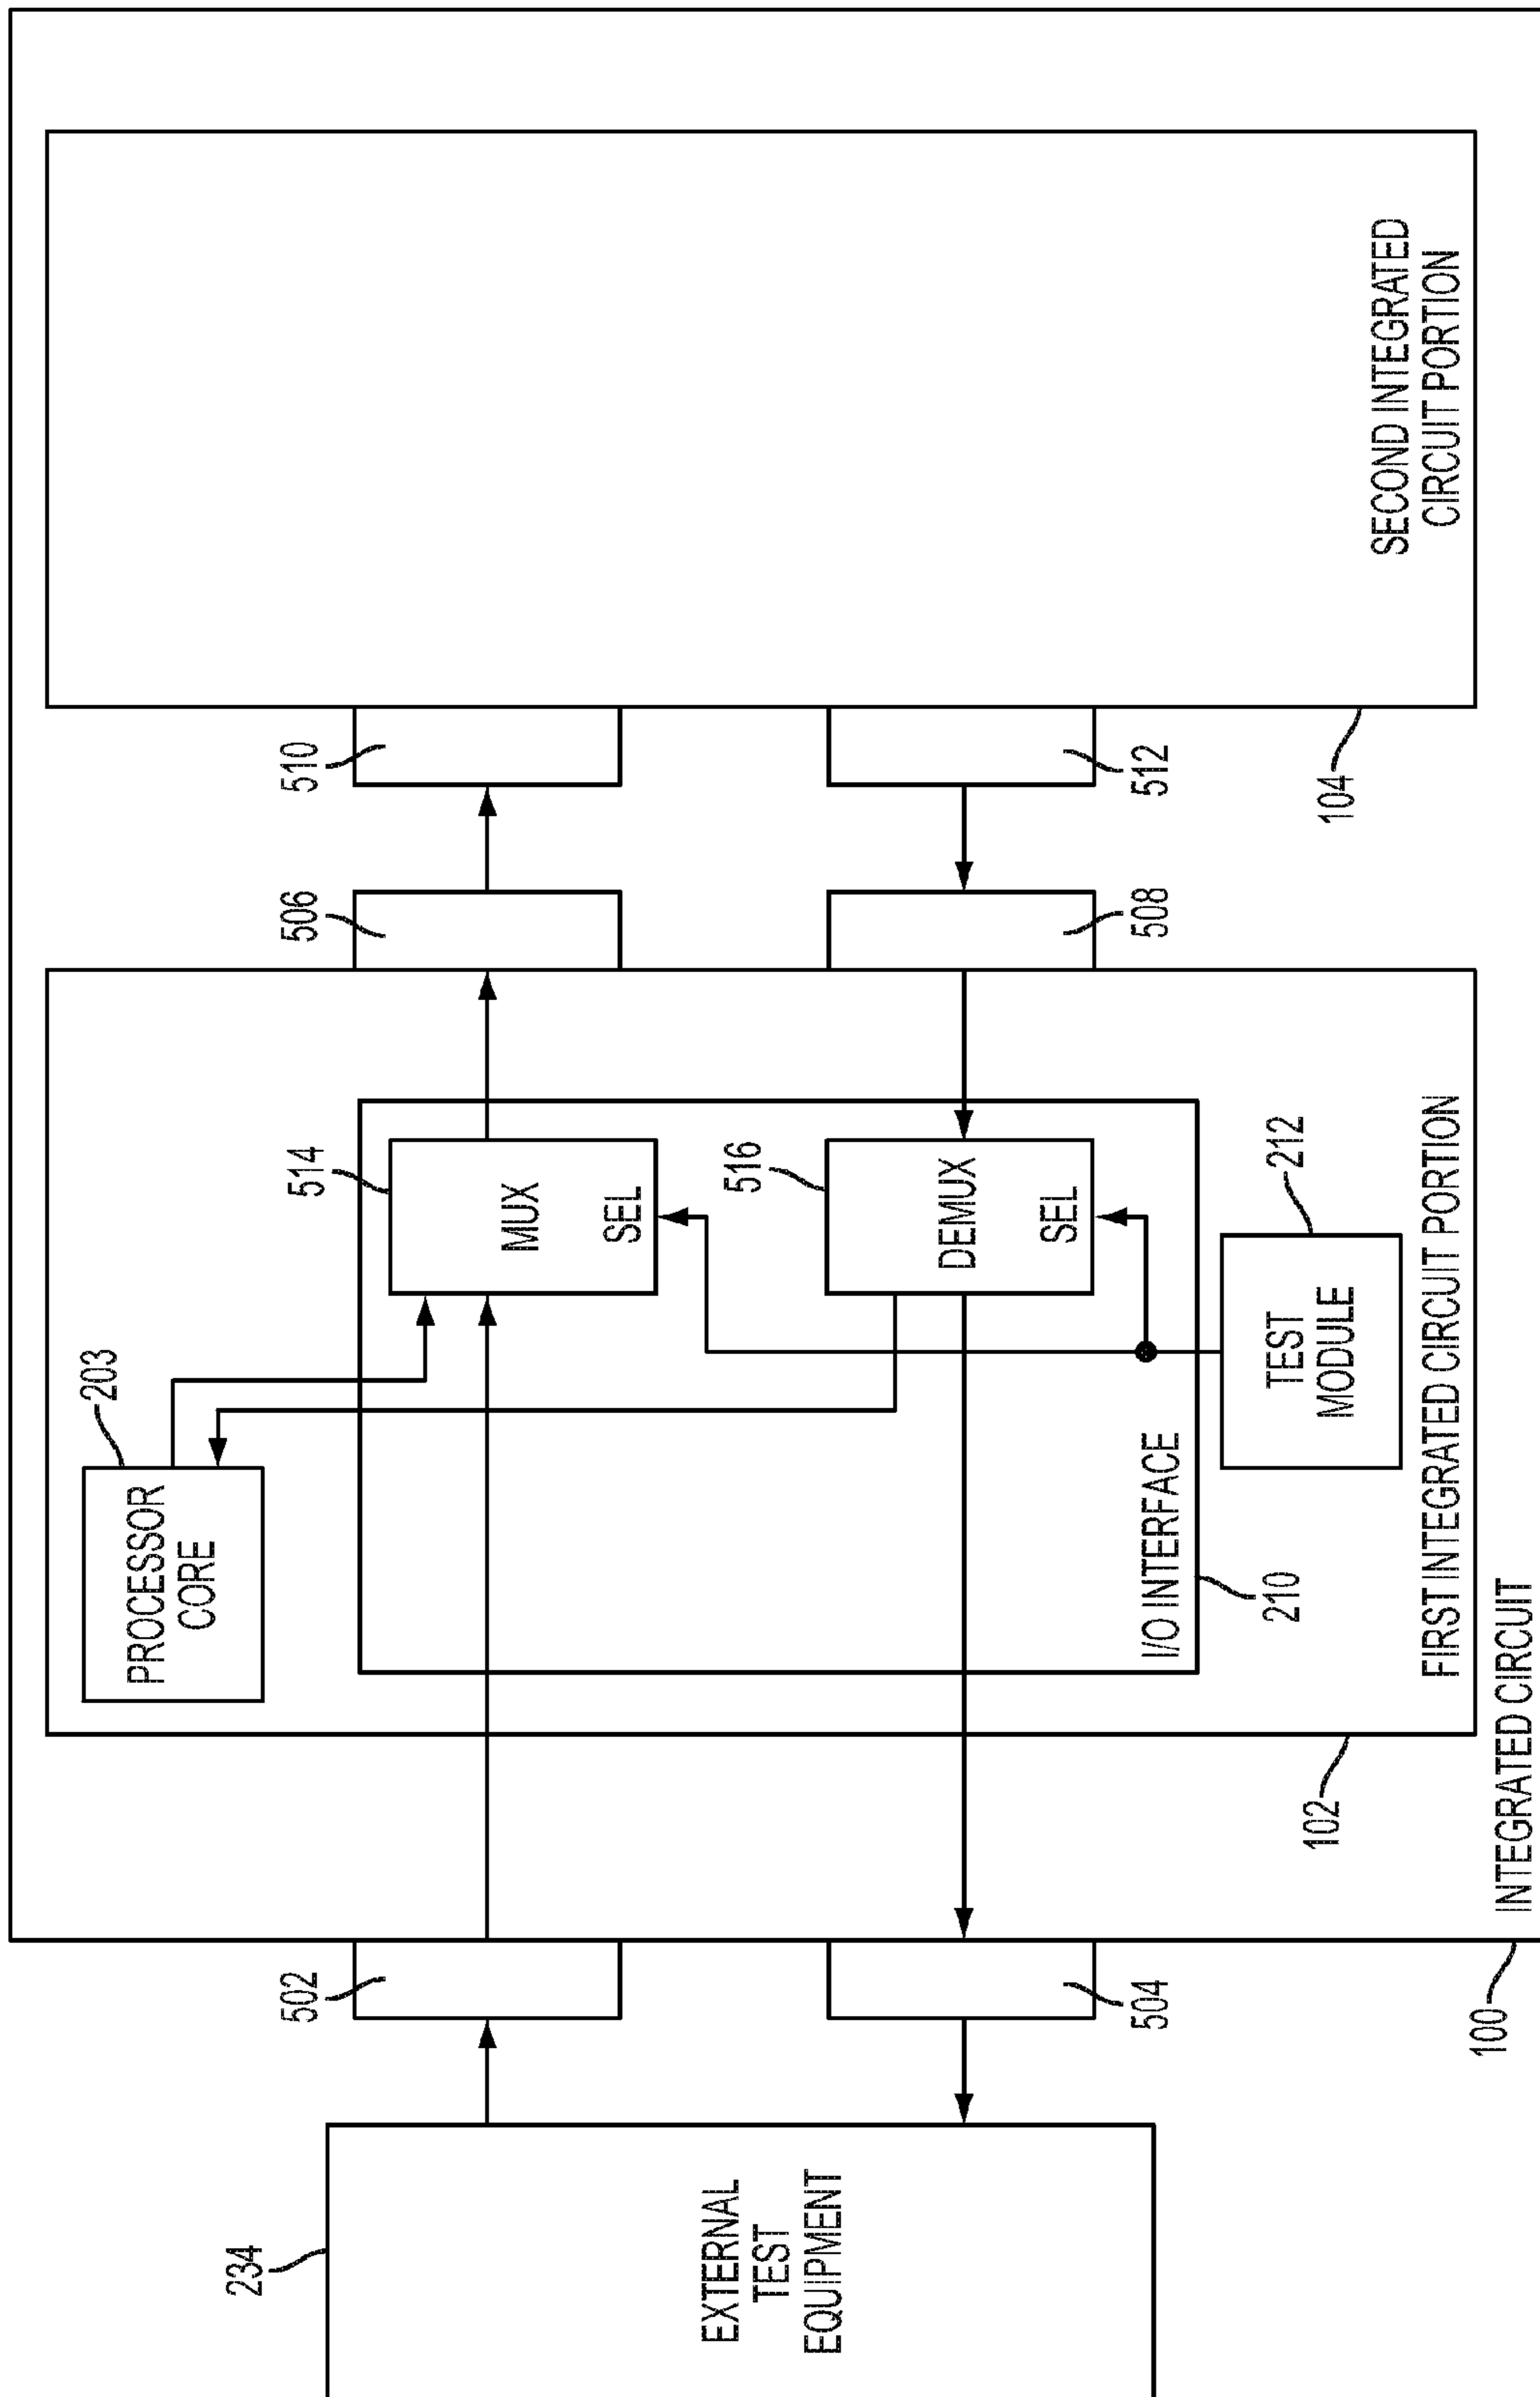 234
EXTERNAL
TEST
EQUIPMENT
502
504
100
INTEGRATED CIRCUIT
102
FIRST INTEGRATED CIRCUIT PORTION
203
PROCESSOR
CORE
I/O INTERFACE
210
514
MUX
SEL
516
DEMUX
SEL
212
TEST
MODULE
506
508
510
512
104
SECOND INTEGRATED
CIRCUIT PORTION